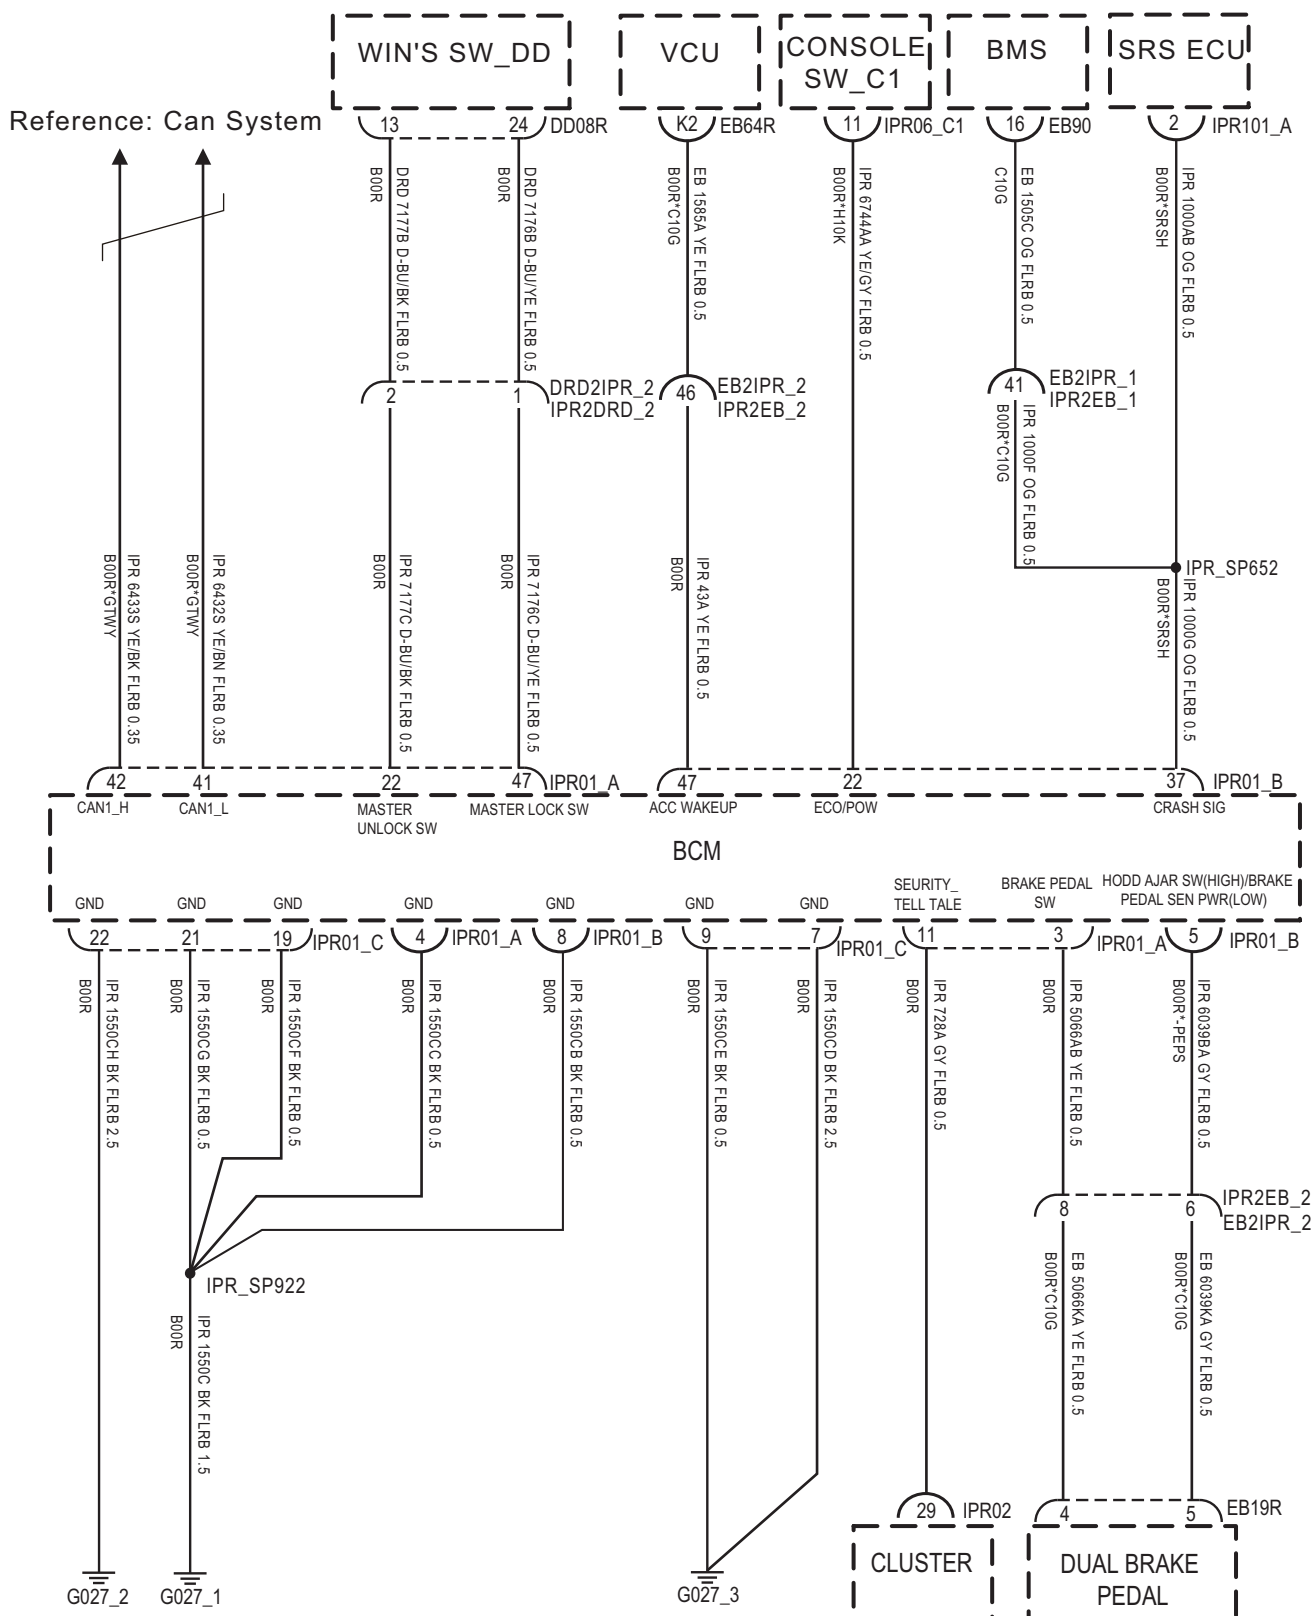 WIN'S SW_DD
VCU
CONSOLE
SW_C1
BMS
SRS ECU
Reference: Can System
13
24
DD08R
K2
EB64R
11
IPR06_C1
16
EB90
2
IPR101_A
DRD 7177B D-BU/BK FLRB 0.5
B00R
DRD 7176B D-BU/YE FLRB 0.5
B00R
EB 1585A YE FLRB 0.5
B00R*C10G
IPR 6744AA YE/GY FLRB 0.5
B00R*H10K
EB 1505C OG FLRB 0.5
C10G
IPR 1000AB OG FLRB 0.5
B00R*SRSH
2
1
DRD2IPR_2
IPR2DRD_2
46
EB2IPR_2
IPR2EB_2
41
EB2IPR_1
IPR2EB_1
IPR 1000F OG FLRB 0.5
B00R*C10G
IPR_SP652
IPR 6433S YE/BK FLRB 0.35
B00R*GTWY
IPR 6432S YE/BN FLRB 0.35
B00R*GTWY
IPR 7177C D-BU/BK FLRB 0.5
B00R
IPR 7176C D-BU/YE FLRB 0.5
B00R
IPR 43A YE FLRB 0.5
B00R
IPR 1000G OG FLRB 0.5
B00R*SRSH
42
41
22
47
IPR01_A
47
22
37
IPR01_B
CAN1_H
CAN1_L
MASTER
UNLOCK SW
MASTER LOCK SW
ACC WAKEUP
ECO/POW
CRASH SIG
BCM
GND
GND
GND
GND
GND
GND
GND
SEURITY_
TELL TALE
BRAKE PEDAL
SW
HODD AJAR SW(HIGH)/BRAKE
PEDAL SEN PWR(LOW)
22
21
19
IPR01_C
4
IPR01_A
8
IPR01_B
9
7
IPR01_C
11
3
IPR01_A
5
IPR01_B
IPR 1550CH BK FLRB 2.5
B00R
IPR 1550CG BK FLRB 0.5
B00R
IPR 1550CF BK FLRB 0.5
B00R
IPR 1550CC BK FLRB 0.5
B00R
IPR 1550CB BK FLRB 0.5
B00R
IPR 1550CE BK FLRB 0.5
B00R
IPR 1550CD BK FLRB 2.5
B00R
IPR 728A GY FLRB 0.5
B00R
IPR 5066AB YE FLRB 0.5
B00R
IPR 6039BA GY FLRB 0.5
B00R*-PEPS
8
6
IPR2EB_2
EB2IPR_2
IPR_SP922
IPR 1550C BK FLRB 1.5
B00R
EB 5066KA YE FLRB 0.5
B00R*C10G
EB 6039KA GY FLRB 0.5
B00R*C10G
29
IPR02
4
5
EB19R
CLUSTER
DUAL BRAKE
PEDAL
G027_2
G027_1
G027_3